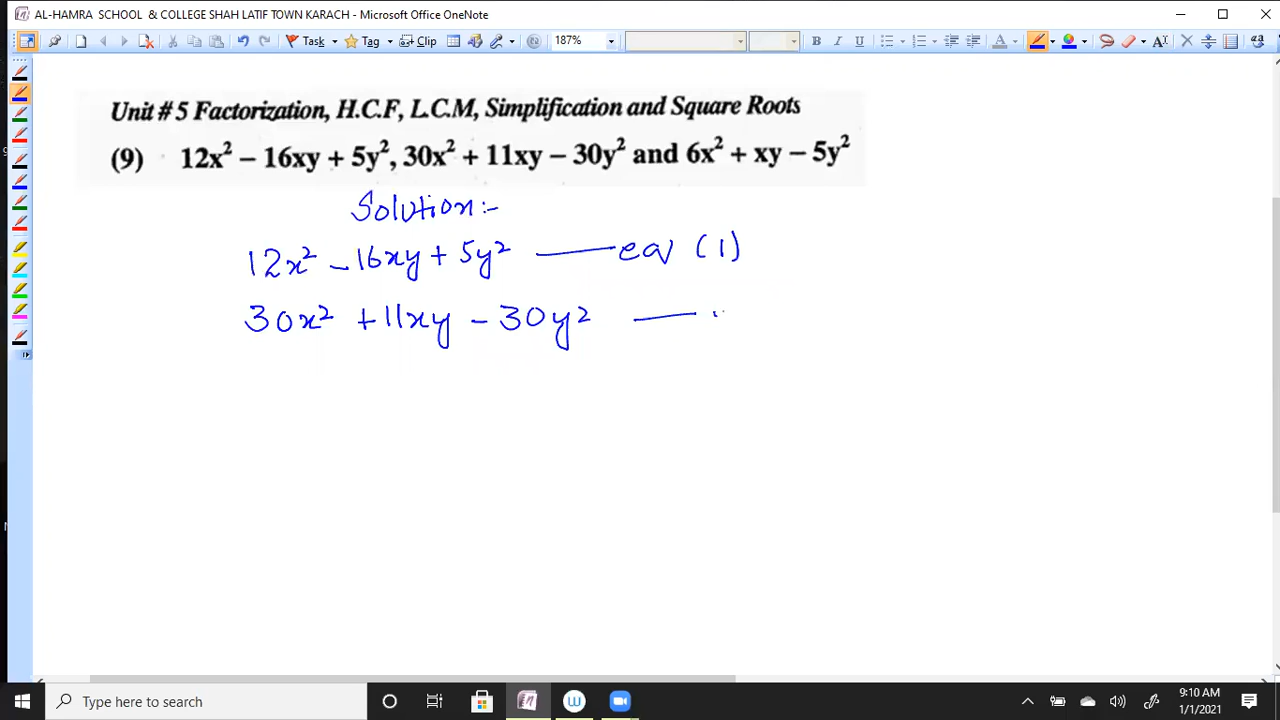 AL-HAMRA SCHOOL & COLLEGE SHAH LATIF TOWN KARACH - Microsoft Office OneNote
Task Tag Clip 187% B I U
Unit # 5 Factorization, H.C.F, L.C.M, Simplification and Square Roots
(9) 12x² – 16xy + 5y², 30x² + 11xy – 30y² and 6x² + xy – 5y²
Solution:-
12x² - 16xy + 5y² —— eq (1)
30x² + 11xy - 30y² ——
Type here to search
9:10 AM
1/1/2021